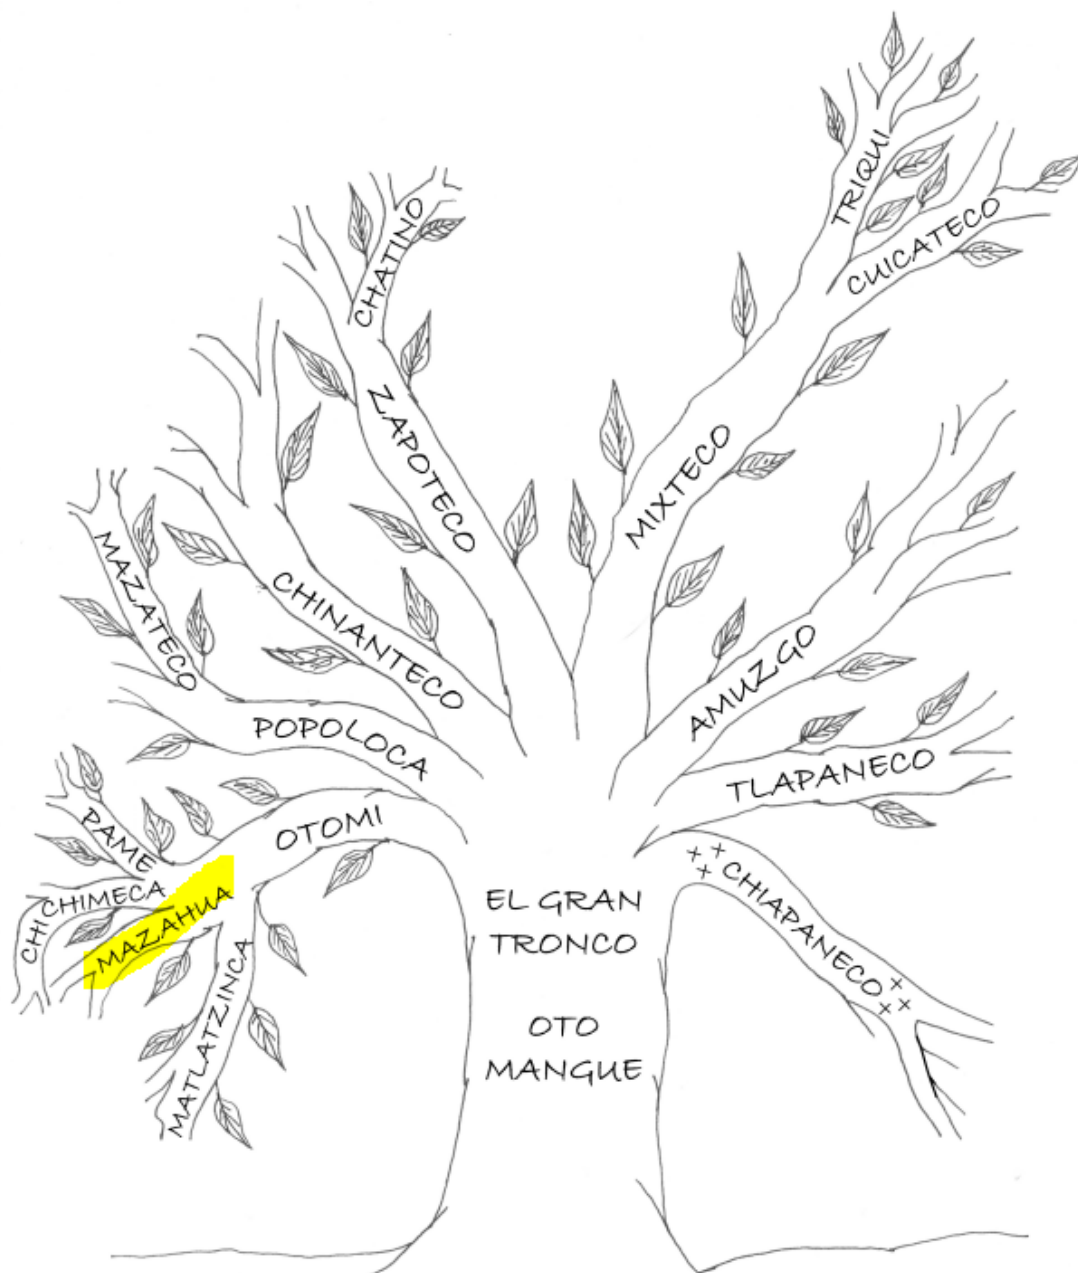 TRIQUI
CUICATECO
CHATINO
ZAPOTECO
MIXTECO
MAZATECO
CHINANTECO
AMUZGO
POPOLOCA
TLAPANECO
PAME
OTOMI
CHICHIMECA
MAZAHUA
MATLATZINCA
CHIAPANECO
EL GRAN
TRONCO
OTO
MANGUE